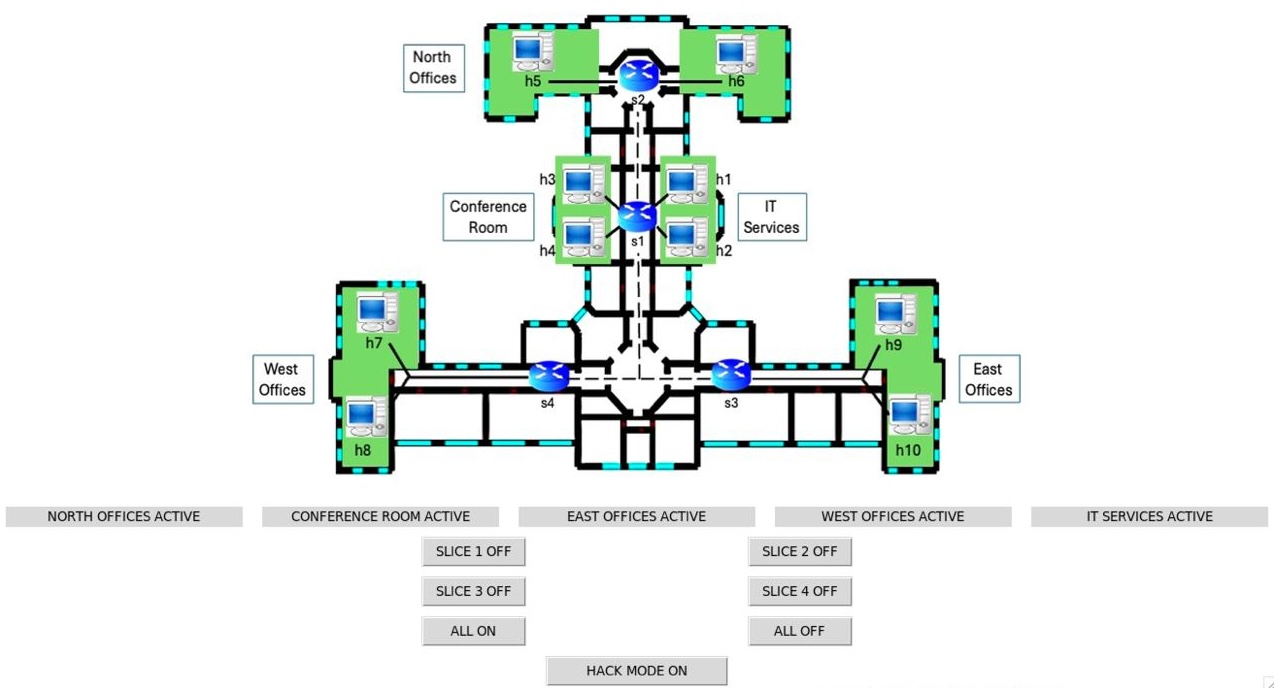 North
Offices
h5
h6
s2
h3
h1
Conference
Room
IT
Services
s1
h4
h2
h7
h9
West
Offices
East
Offices
s4
s3
h8
h10
NORTH OFFICES ACTIVE
CONFERENCE ROOM ACTIVE
EAST OFFICES ACTIVE
WEST OFFICES ACTIVE
IT SERVICES ACTIVE
SLICE 1 OFF
SLICE 2 OFF
SLICE 3 OFF
SLICE 4 OFF
ALL ON
ALL OFF
HACK MODE ON